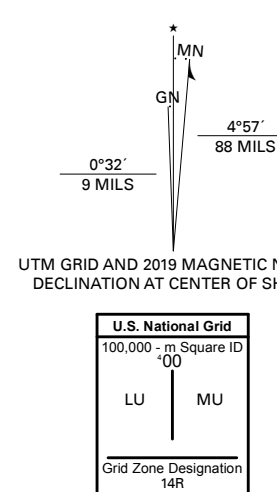 ★
MN
GN
4°57´
88 MILS
0°32´
9 MILS
UTM GRID AND 2019 MAGNETIC N
DECLINATION AT CENTER OF SH
U.S. National Grid
100,000 - m Square ID
⁴00
LU MU
Grid Zone Designation
14R